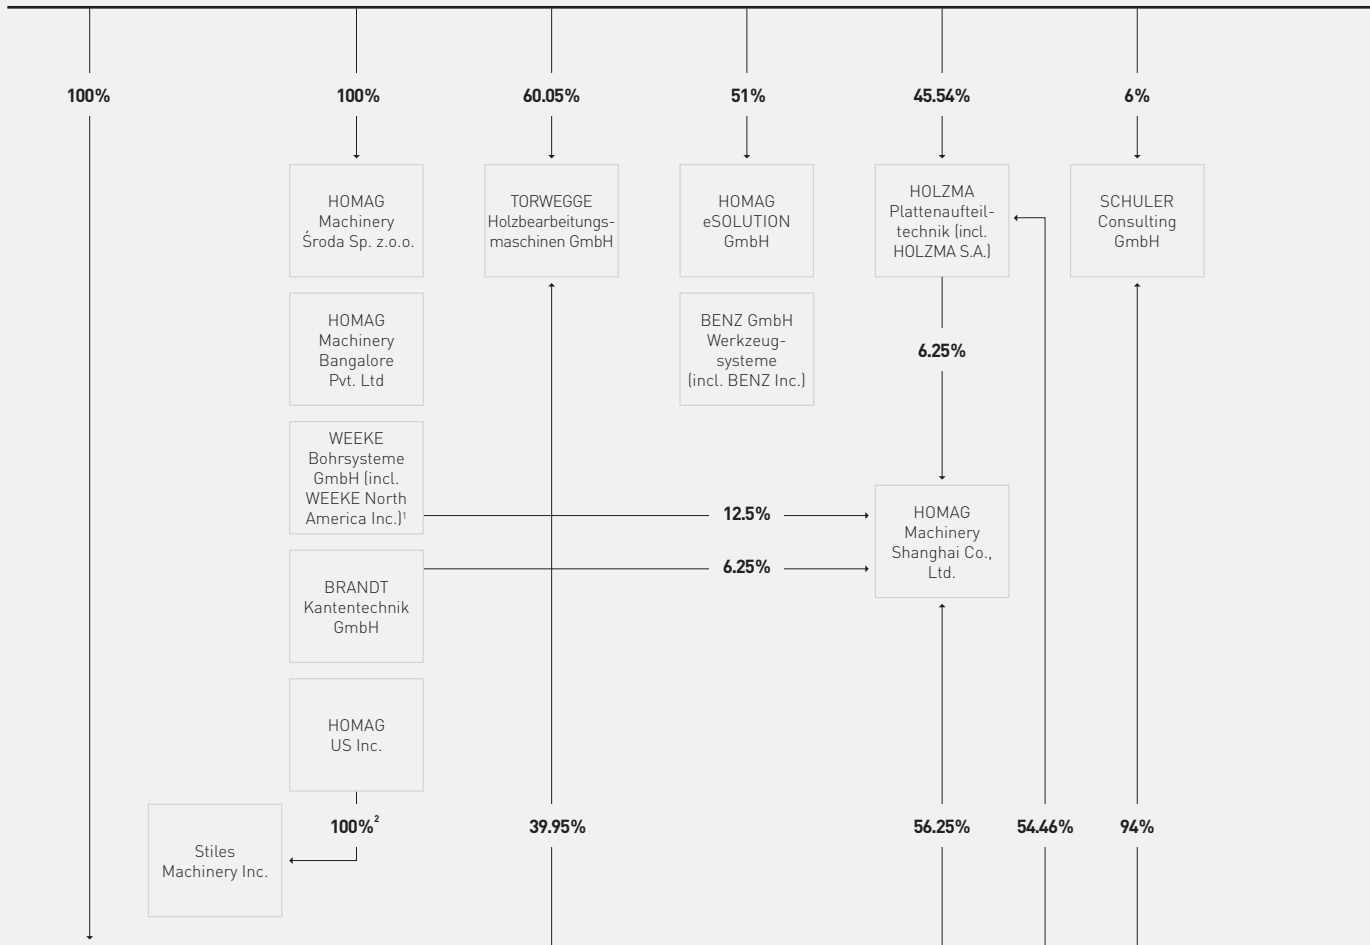 100%
100%
60.05%
51%
45.54%
6%
HOMAG
Machinery
Środa Sp. z.o.o.
TORWEGGE
Holzbearbeitungs-
maschinen GmbH
HOMAG
eSOLUTION
GmbH
HOLZMA
Plattenaufteil-
technik (incl.
HOLZMA S.A.)
SCHULER
Consulting
GmbH
HOMAG
Machinery
Bangalore
Pvt. Ltd
BENZ GmbH
Werkzeug-
systeme
(incl. BENZ Inc.)
6.25%
WEEKE
Bohrsysteme
GmbH (incl.
WEEKE North
America Inc.)¹
12.5%
HOMAG
Machinery
Shanghai Co.,
Ltd.
6.25%
BRANDT
Kantentechnik
GmbH
HOMAG
US Inc.
100%²
39.95%
56.25%
54.46%
94%
Stiles
Machinery Inc.